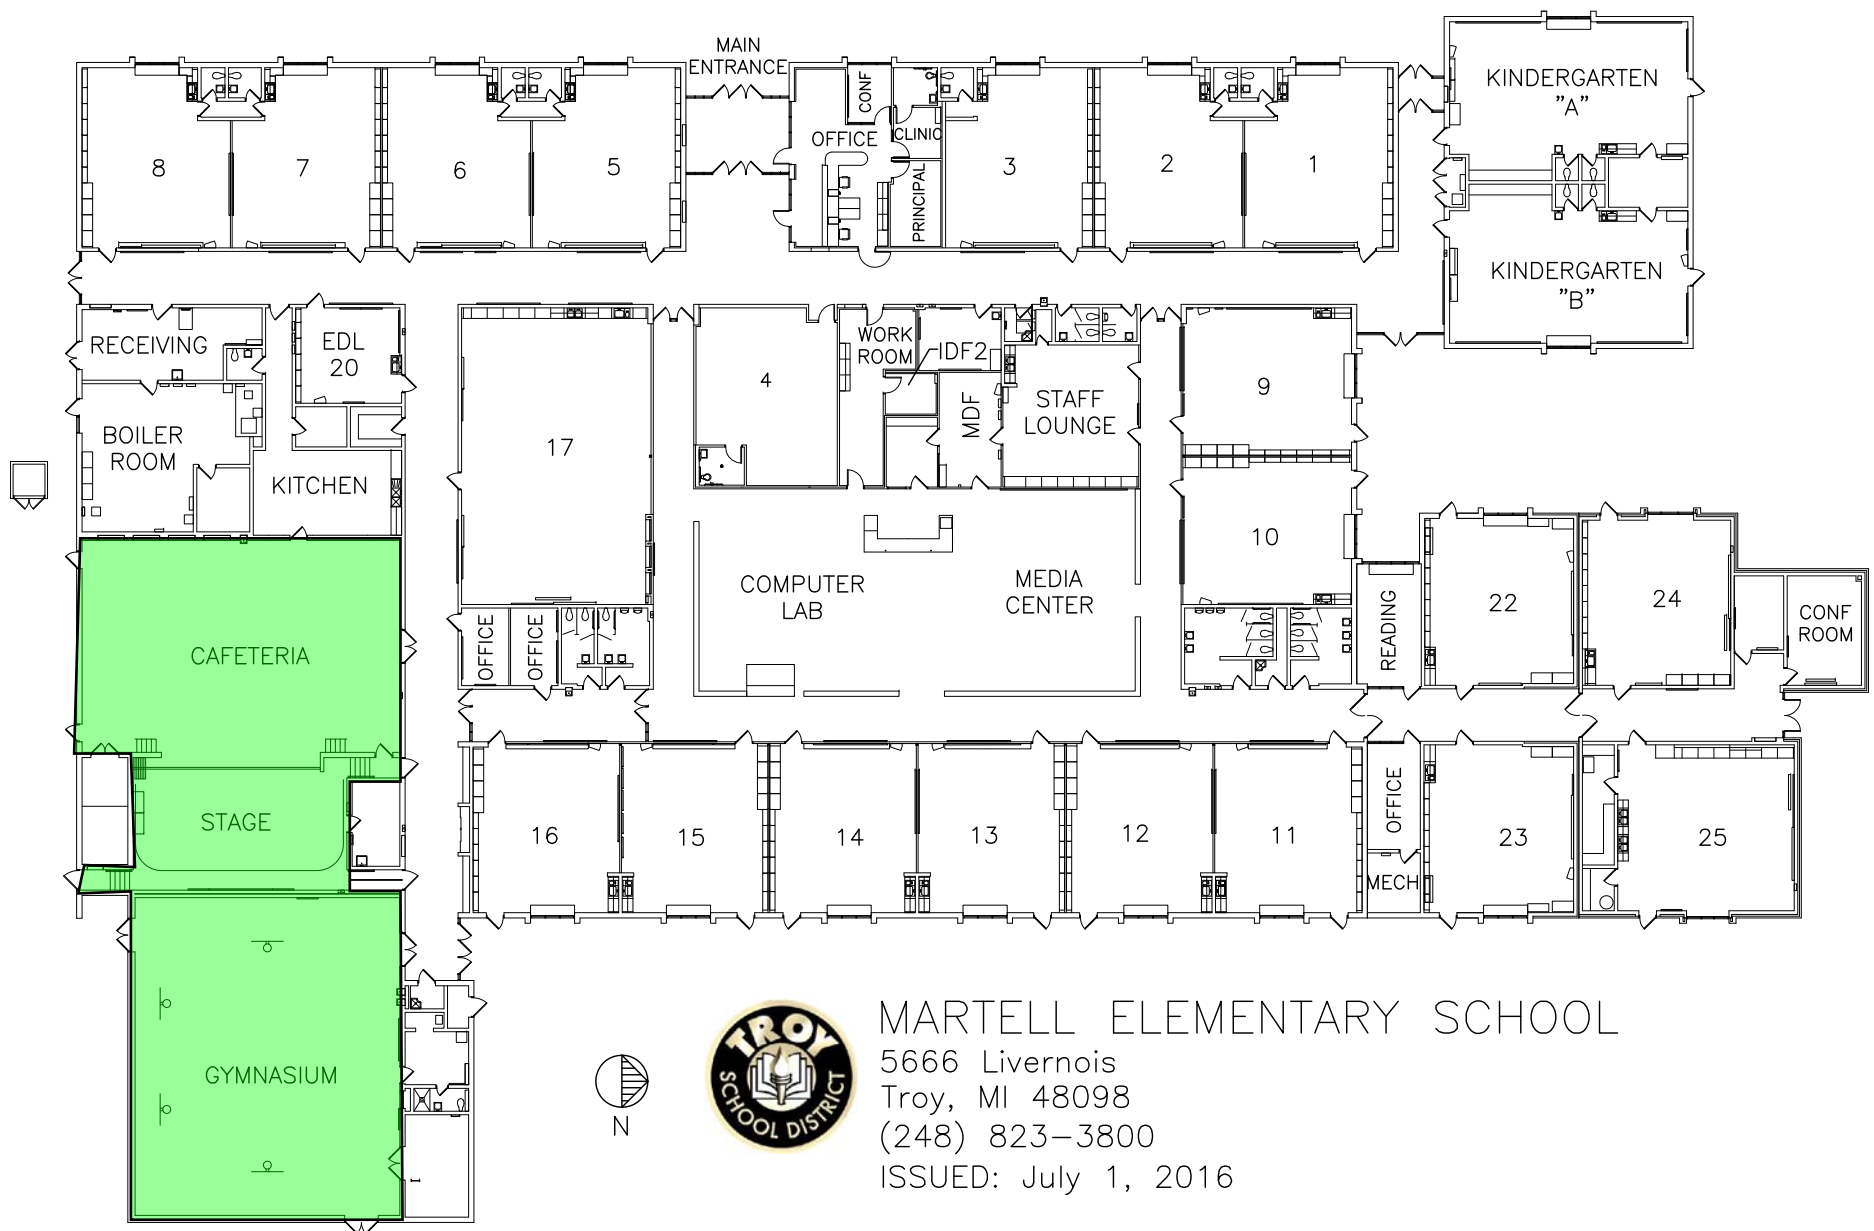 MAIN
ENTRANCE
KINDERGARTEN
"A"
CONF
OFFICE
CLINIC
PRINCIPAL
8
7
6
5
3
2
1
KINDERGARTEN
"B"
RECEIVING
EDL
20
WORK
ROOM
IDF2
4
MDF
STAFF
LOUNGE
9
BOILER
ROOM
KITCHEN
17
10
COMPUTER
LAB
MEDIA
CENTER
OFFICE
OFFICE
READING
22
24
CONF
ROOM
CAFETERIA
STAGE
16
15
14
13
12
11
OFFICE
MECH
23
25
GYMNASIUM
N
TROY
SCHOOL DISTRICT
MARTELL ELEMENTARY SCHOOL
5666 Livernois
Troy, MI 48098
(248) 823-3800
ISSUED: July 1, 2016